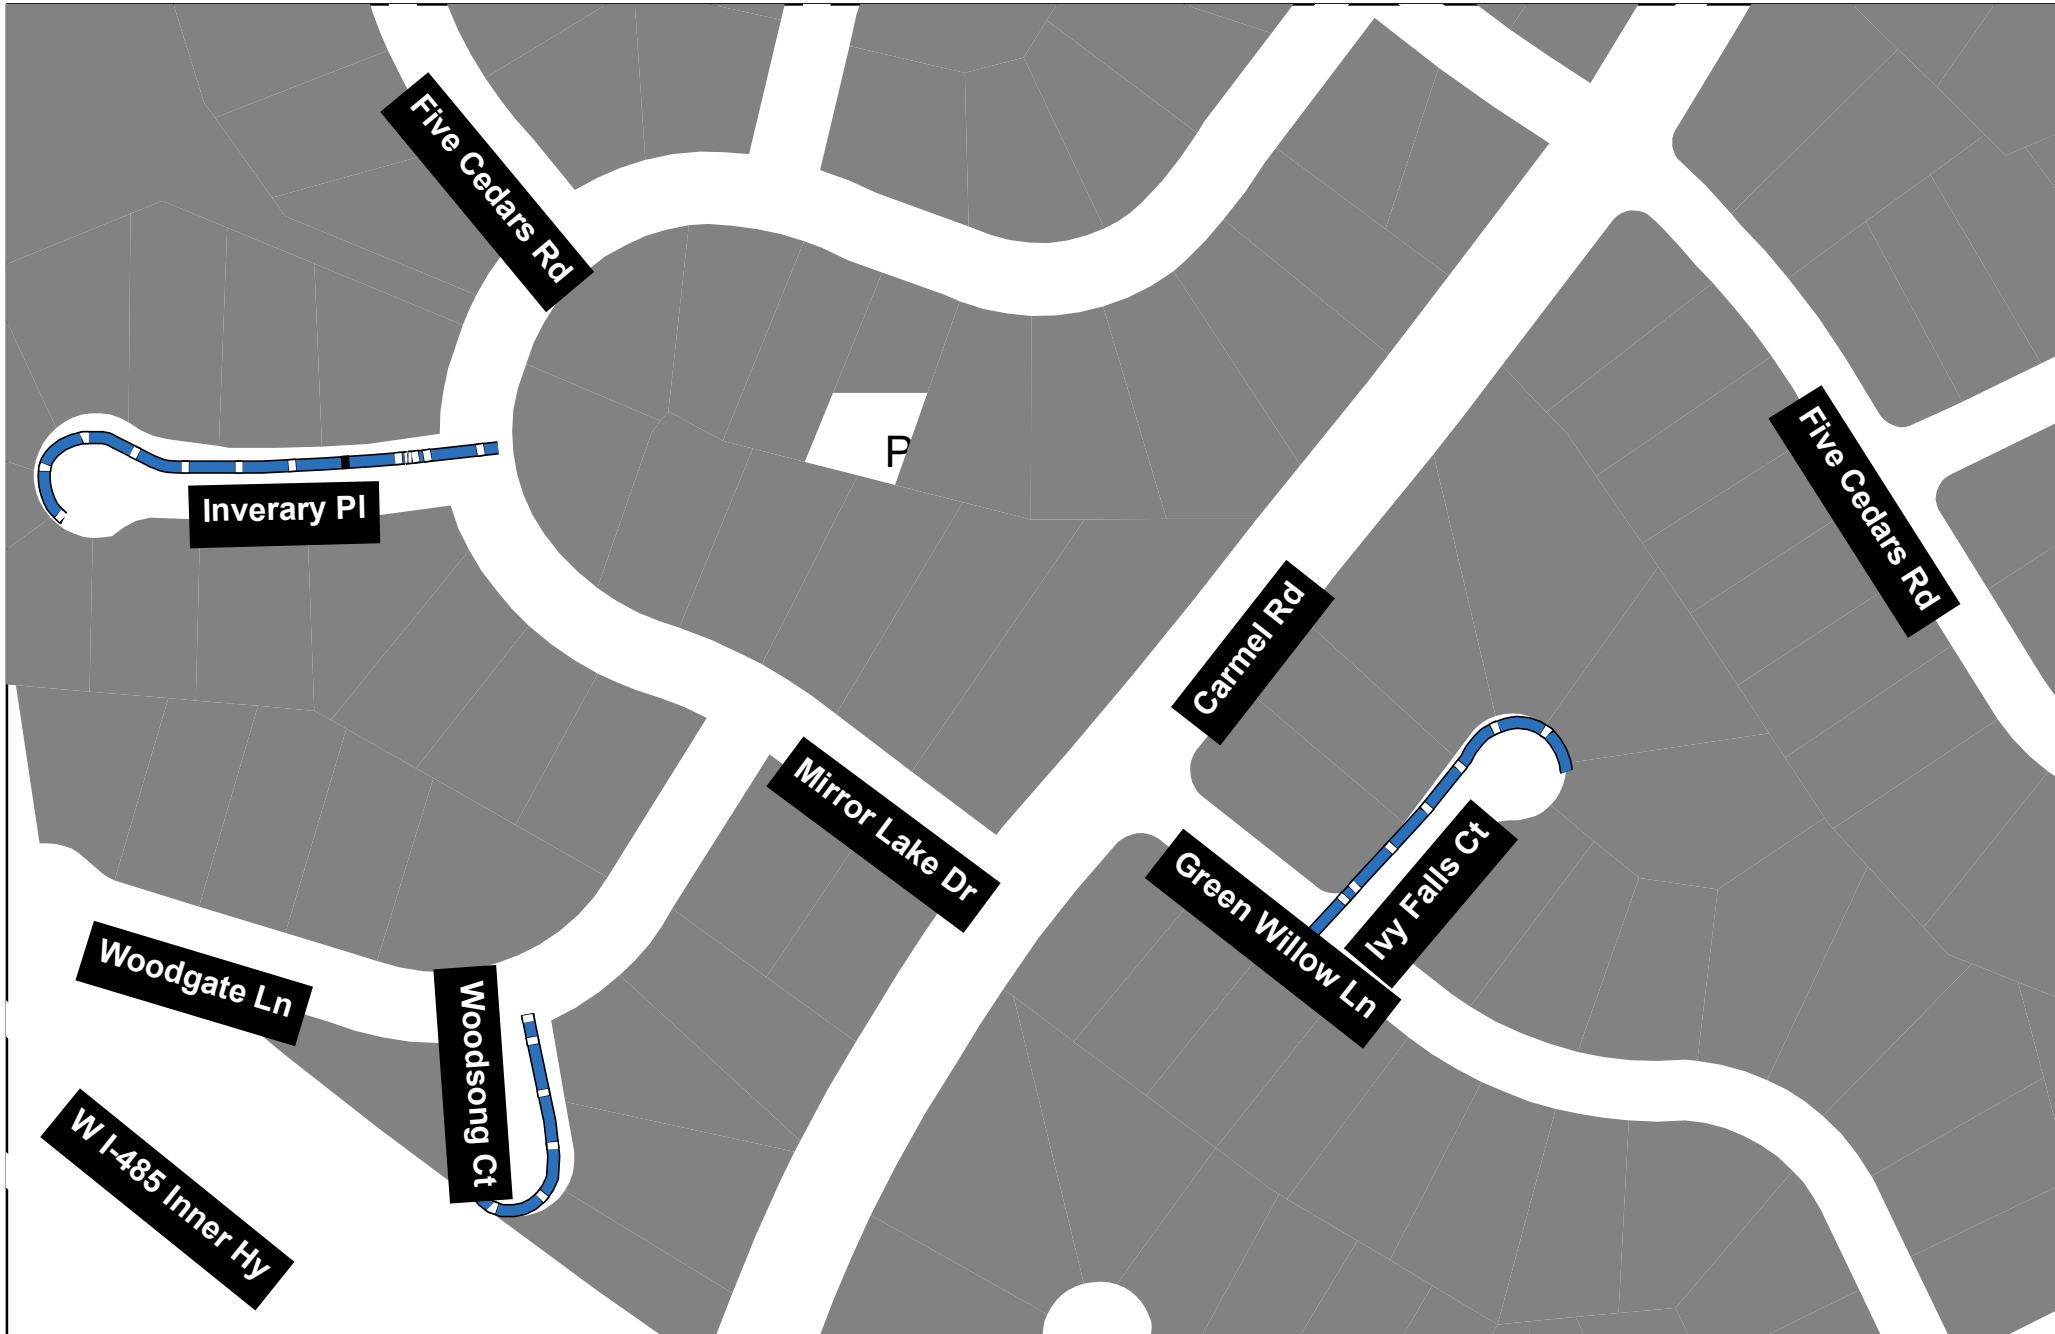 Five Cedars Rd
P
Inverary Pl
Five Cedars Rd
Carmel Rd
Mirror Lake Dr
Green Willow Ln
Ivy Falls Ct
Woodgate Ln
Woodsong Ct
W I-485 Inner Hy